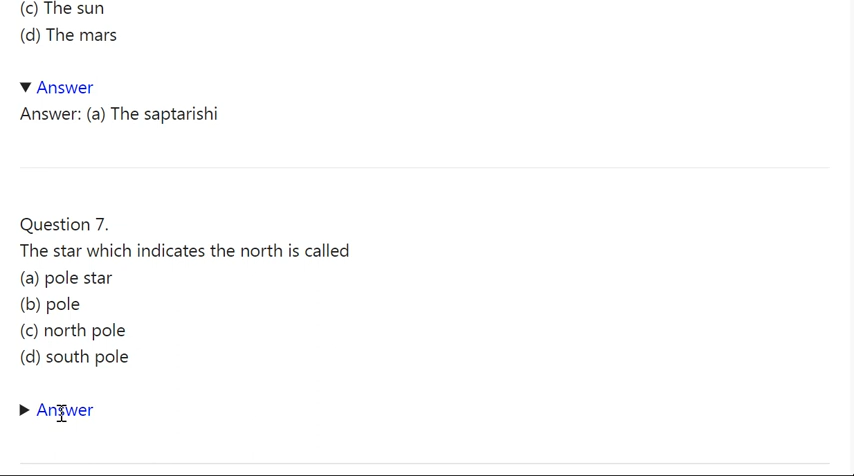 (c) The sun
(d) The mars
Answer
Answer: (a) The saptarishi
Question 7.
The star which indicates the north is called
(a) pole star
(b) pole
(c) north pole
(d) south pole
Answer